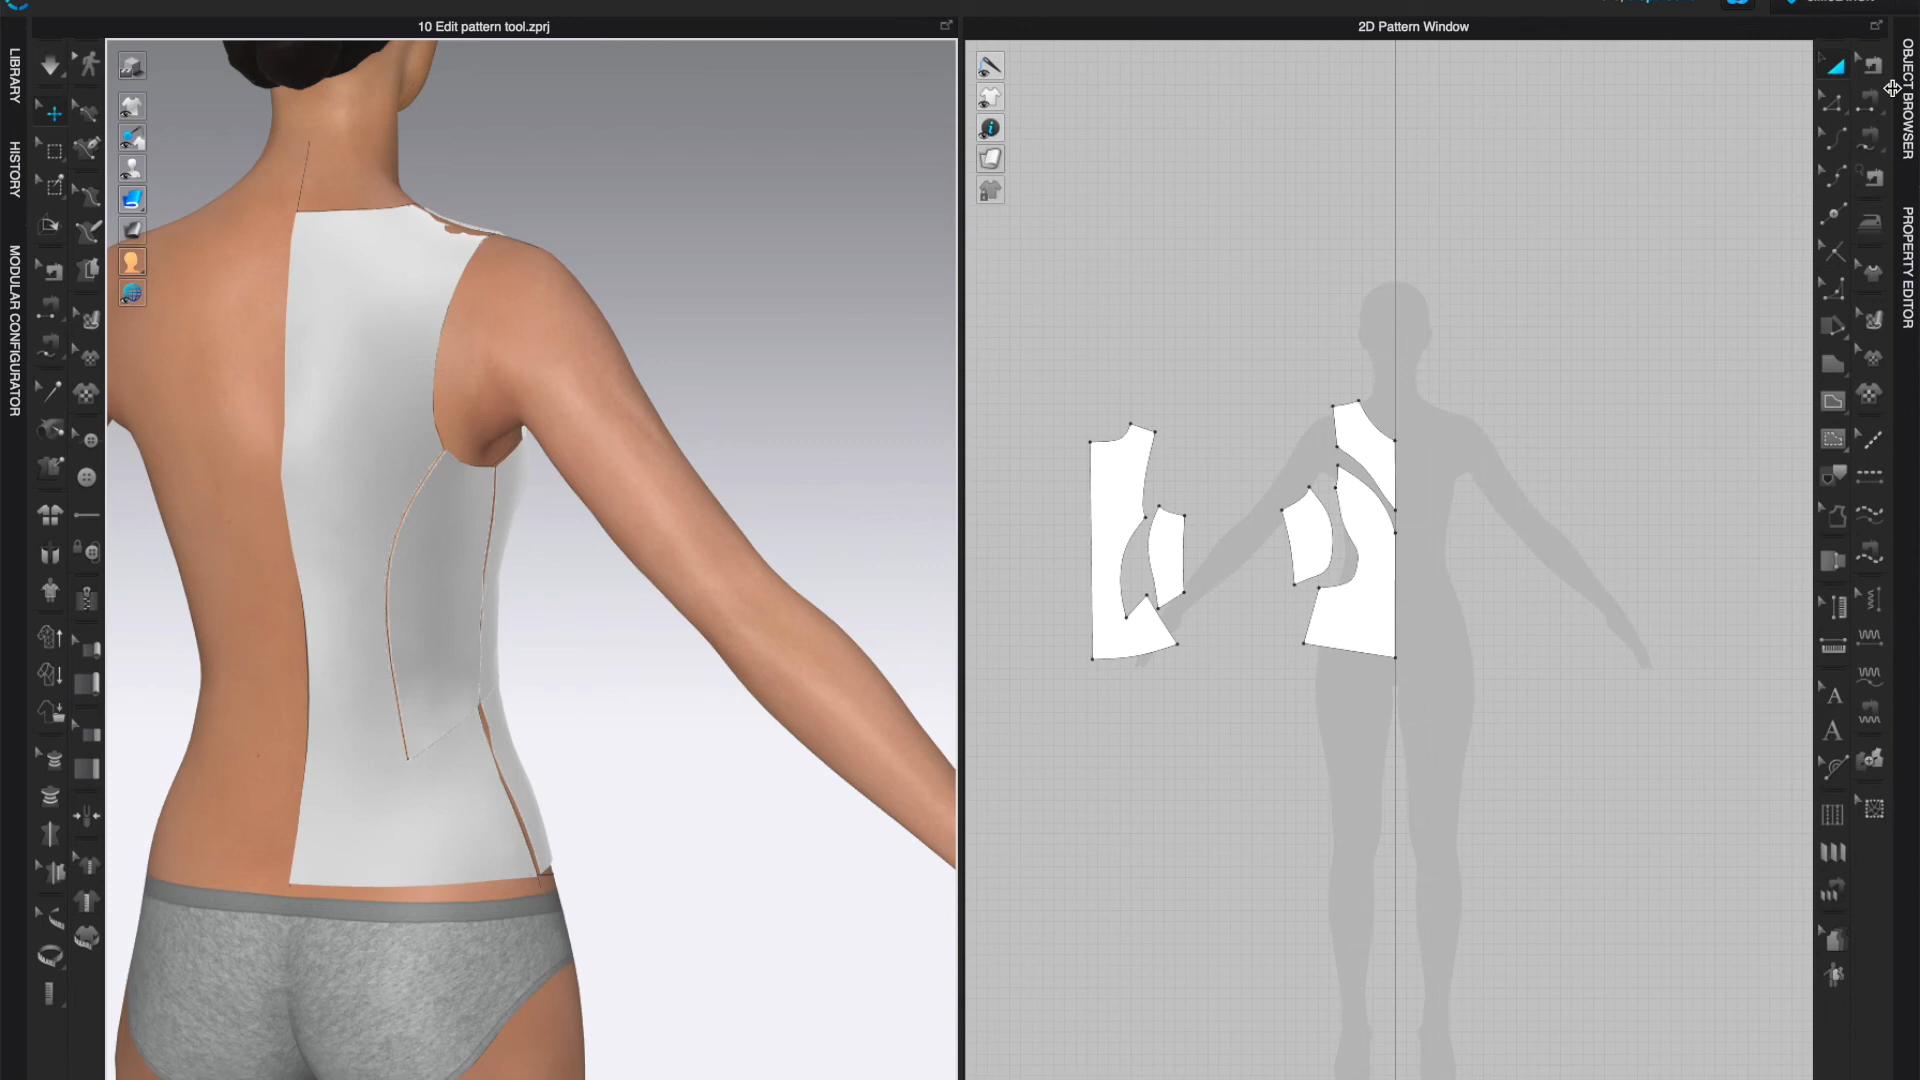 10 Edit pattern tool.zprj
2D Pattern Window
LIBRARY
HISTORY
MODULAR CONFIGURATOR
OBJECT BROWSER
PROPERTY EDITOR
A
A